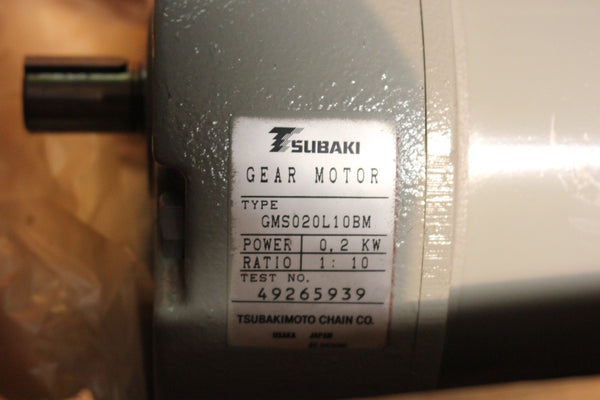 TSUBAKI
GEAR MOTOR
TYPE
GMS020L10BM
POWER 0.2 KW
RATIO 1:10
TEST NO.
49265939
TSUBAKIMOTO CHAIN CO.
OSAKA JAPAN